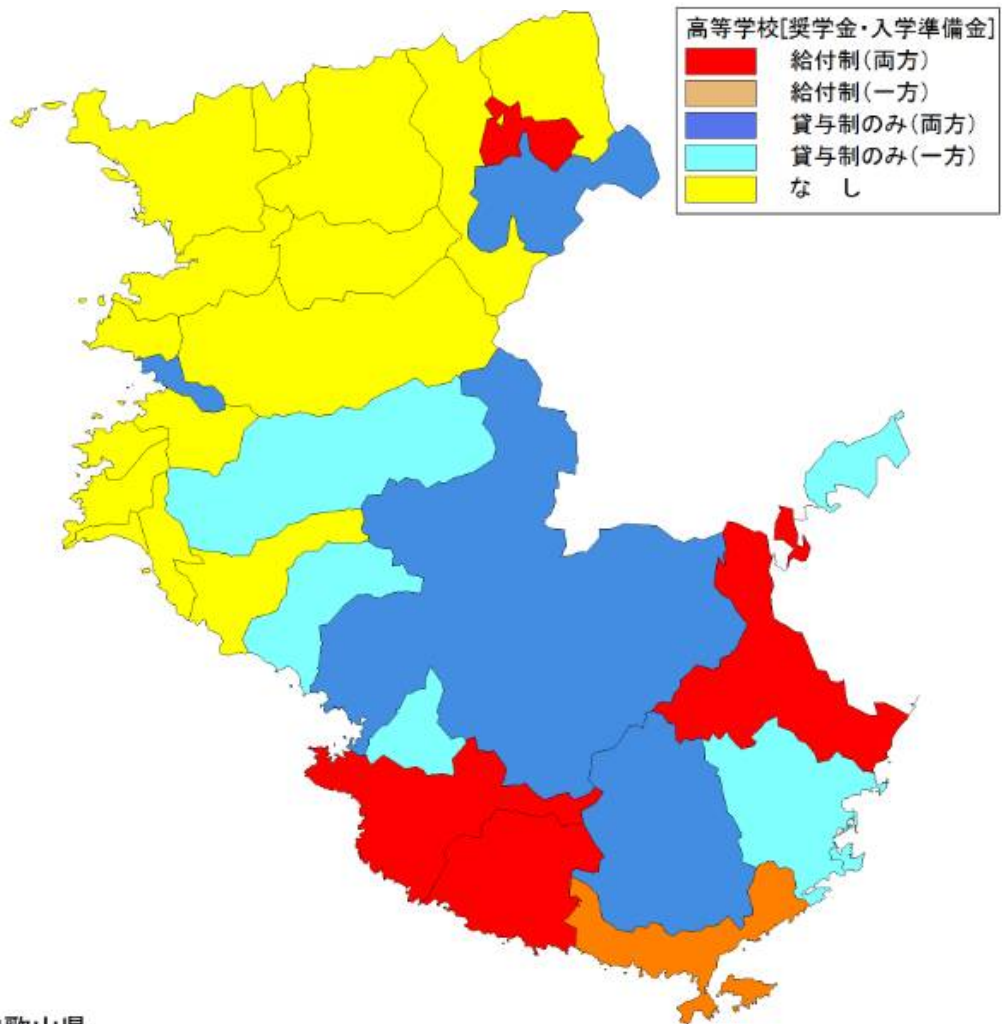 高等学校[奨学金・入学準備金]
給付制(両方)
給付制(一方)
貸与制のみ(両方)
貸与制のみ(一方)
な し